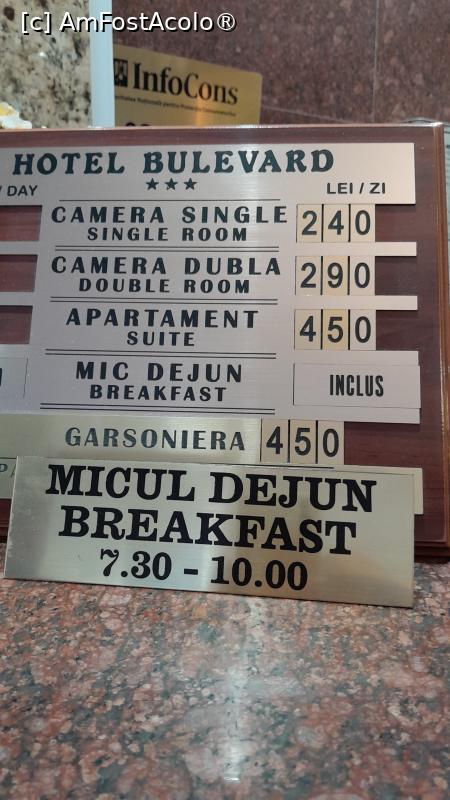 [c] AmFostAcolo®
InfoCons
HOTEL BULEVARD
/ DAY ★★★ LEI / ZI
CAMERA SINGLE 240
SINGLE ROOM
CAMERA DUBLA 290
DOUBLE ROOM
APARTAMENT 450
SUITE
MIC DEJUN INCLUS
BREAKFAST
GARSONIERA 450
MICUL DEJUN
BREAKFAST
7.30 - 10.00